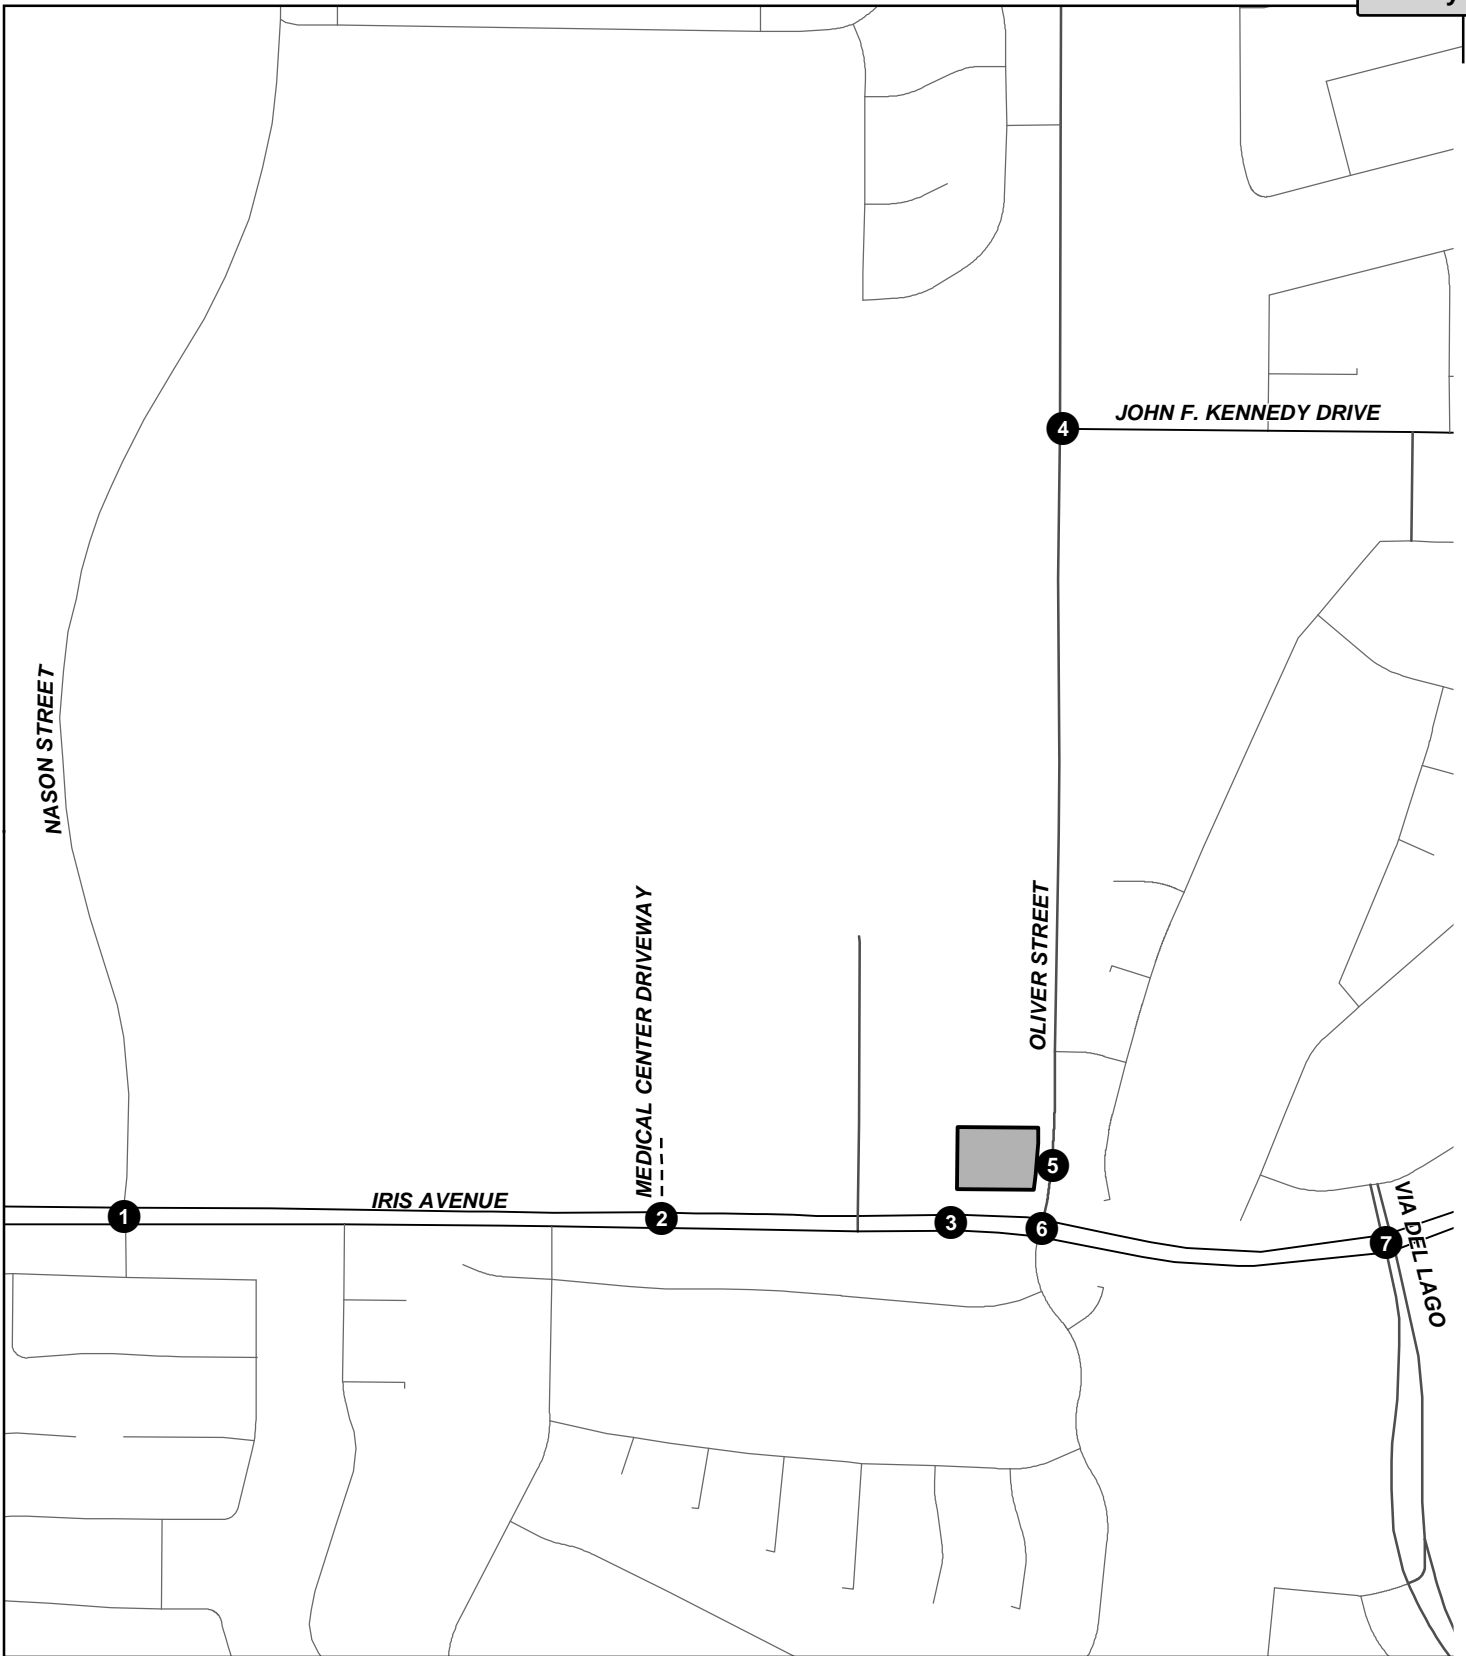 JOHN F. KENNEDY DRIVE
4
NASON STREET
MEDICAL CENTER DRIVEWAY
OLIVER STREET
5
IRIS AVENUE
1
2
3
6
7
VIA DEL LAGO